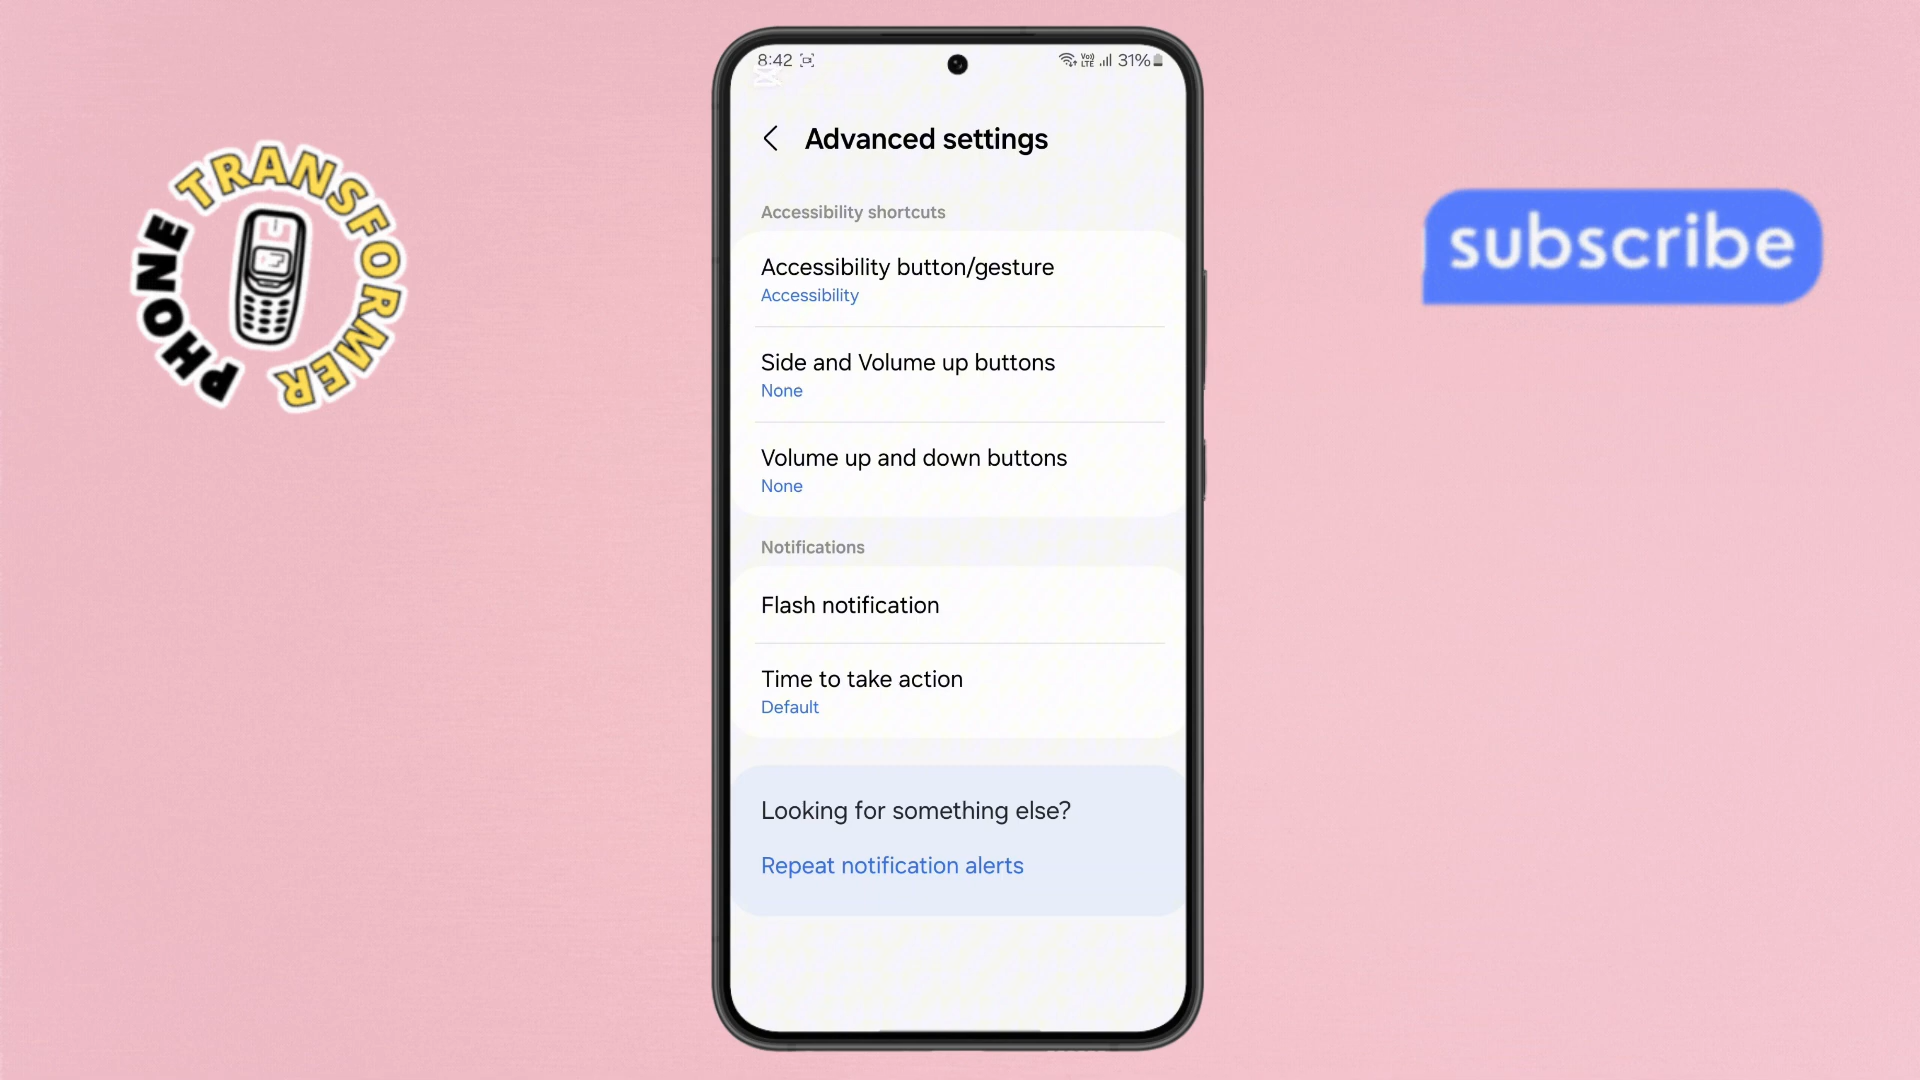 PHONE TRANSFORMER
subscribe
8:42
Vo)) LTE 31%
Advanced settings
Accessibility shortcuts
Accessibility button/gesture
Accessibility
Side and Volume up buttons
None
Volume up and down buttons
None
Notifications
Flash notification
Time to take action
Default
Looking for something else?
Repeat notification alerts